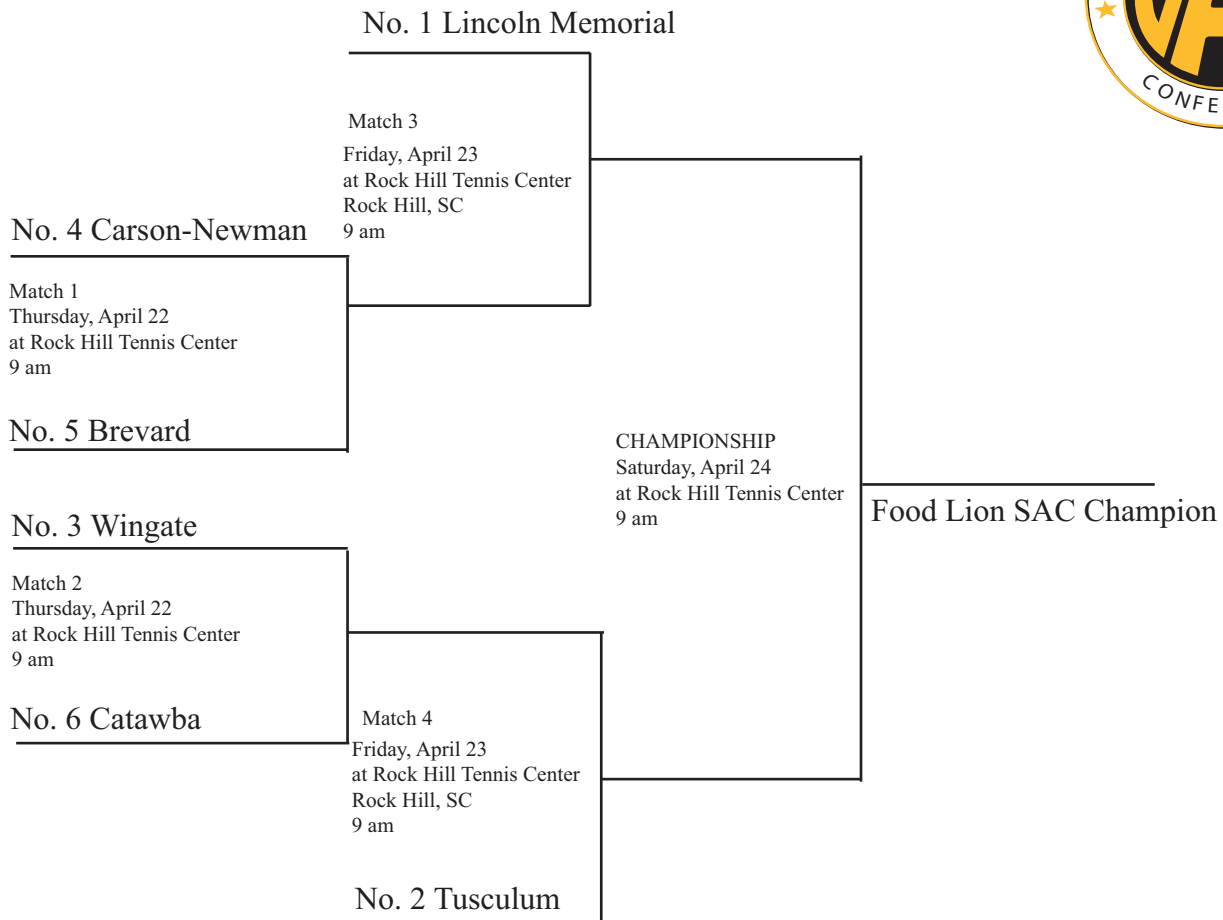 No. 1 Lincoln Memorial
CONFE
Match 3
Friday, April 23
at Rock Hill Tennis Center
Rock Hill, SC
9 am
No. 4 Carson-Newman
Match 1
Thursday, April 22
at Rock Hill Tennis Center
9 am
No. 5 Brevard
CHAMPIONSHIP
Saturday, April 24
at Rock Hill Tennis Center
9 am
Food Lion SAC Champion
No. 3 Wingate
Match 2
Thursday, April 22
at Rock Hill Tennis Center
9 am
No. 6 Catawba
Match 4
Friday, April 23
at Rock Hill Tennis Center
Rock Hill, SC
9 am
No. 2 Tusculum